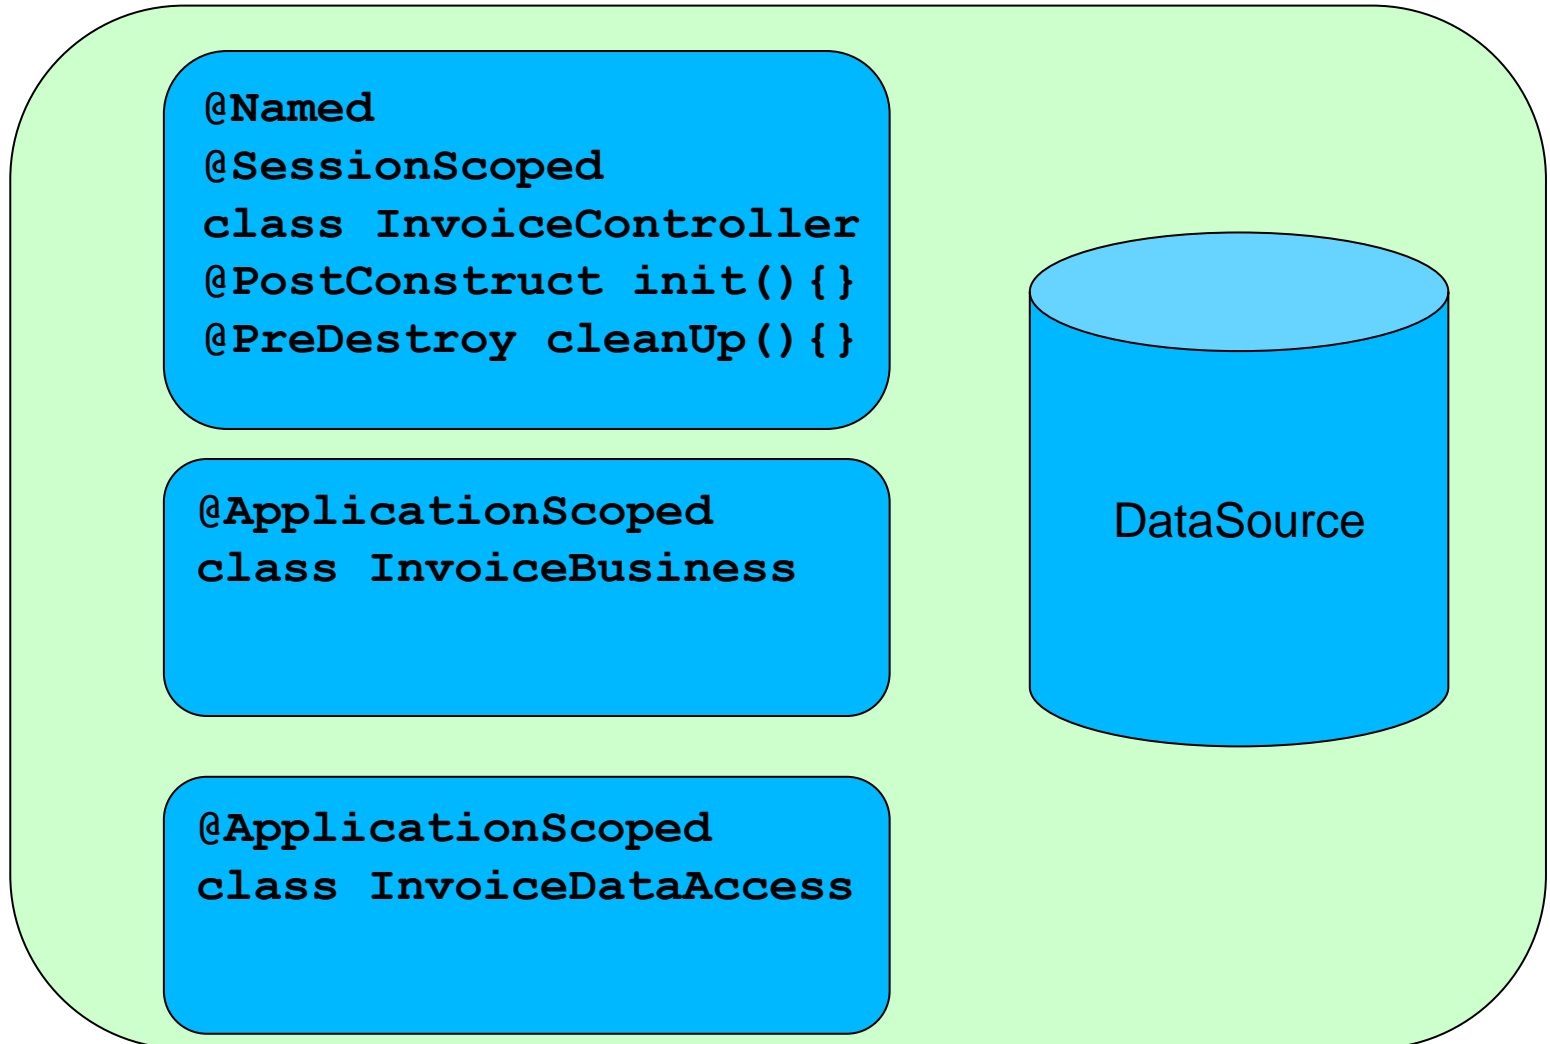 @Named
@SessionScoped
class InvoiceController
@PostConstruct init(){}
@PreDestroy cleanUp(){}
@ApplicationScoped
class InvoiceBusiness
DataSource
@ApplicationScoped
class InvoiceDataAccess